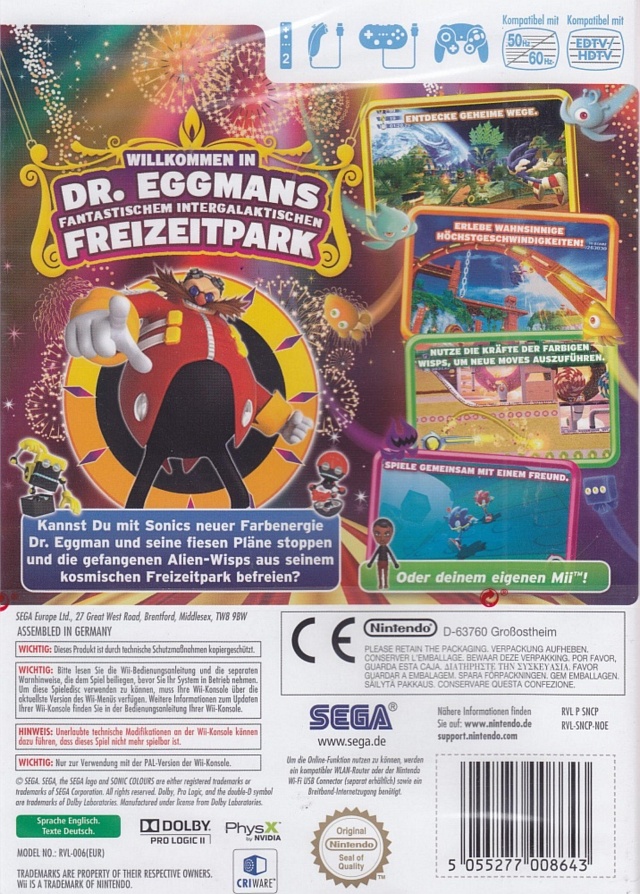 Kompatibel mit
Kompatibel mit
2
50Hz
60Hz
EDTV/
HDTV
WILLKOMMEN IN
DR. EGGMANS
FANTASTISCHEM INTERGALAKTISCHEN
FREIZEITPARK
ENTDECKE GEHEIME WEGE.
ERLEBE WAHNSINNIGE
HÖCHSTGESCHWINDIGKEITEN!
NUTZE DIE KRÄFTE DER FARBIGEN
WISPS, UM NEUE MOVES AUSZUFÜHREN.
SPIELE GEMEINSAM MIT EINEM FREUND.
Oder deinem eigenen Mii™!
Kannst Du mit Sonics neuer Farbenergie
Dr. Eggman und seine fiesen Pläne stoppen
und die gefangenen Alien-Wisps aus seinem
kosmischen Freizeitpark befreien?
SEGA Europe Ltd., 27 Great West Road, Brentford, Middlesex, TW8 9BW
ASSEMBLED IN GERMANY
WICHTIG: Dieses Produkt ist durch technische Schutzmaßnahmen kopiergeschützt.
WICHTIG: Bitte lesen Sie die Wii-Bedienungsanleitung und die separaten
Warnhinweise, die dem Spiel beiliegen, bevor Sie Ihr System in Betrieb nehmen.
Um diese Spieledisc verwenden zu können, muss Ihre Wii-Konsole über die
aktuellste Version des Wii-Menüs verfügen. Weitere Informationen zum Updaten
Ihrer Wii-Konsole finden Sie in der Bedienungsanleitung Ihrer Wii-Konsole.
HINWEIS: Unerlaubte technische Modifikationen an der Wii-Konsole können
dazu führen, dass dieses Spiel nicht mehr spielbar ist.
WICHTIG: Nur zur Verwendung mit der PAL-Version der Wii-Konsole.
© SEGA. SEGA, the SEGA logo and SONIC COLOURS are either registered trademarks or
trademarks of SEGA Corporation. All rights reserved. Dolby, Pro Logic, and the double-D symbol
are trademarks of Dolby Laboratories. Manufactured under license from Dolby Laboratories.
Sprache Englisch.
Texte Deutsch.
DOLBY
PRO LOGIC II
PhysX
by NVIDIA
MODEL NO.: RVL-006(EUR)
TRADEMARKS ARE PROPERTY OF THEIR RESPECTIVE OWNERS.
Wii IS A TRADEMARK OF NINTENDO.
CRIWARE
CE
Nintendo
D-63760 Großostheim
PLEASE RETAIN THE PACKAGING. VERPACKUNG AUFHEBEN.
CONSERVER L'EMBALLAGE. BEWAAR DEZE VERPAKKING. POR FAVOR,
GUARDA ESTA CAJA. ΔΙΑΤΗΡΗΣΤΕ ΤΗΝ ΣΥΣΚΕΥΑΣΙΑ. FAVOR
GUARDAR A EMBALAGEM. SPARA FÖRPACKNINGEN. GEM EMBALLAGEN.
SÄILYTÄ PAKKAUS. CONSERVARE QUESTA CONFEZIONE.
SEGA®
www.sega.de
Nähere Informationen findest
Sie auf: www.nintendo.de
support.nintendo.com
RVL P SNCP
RVL-SNCP-NOE
Um die Online-Funktion nutzen zu können, werden
ein kompatibler WLAN-Router oder der Nintendo
Wi-Fi USB Connector (separat erhältlich) sowie ein
Breitband-Internetzugang benötigt.
Original
Nintendo
Seal of
Quality
5 055277 008643